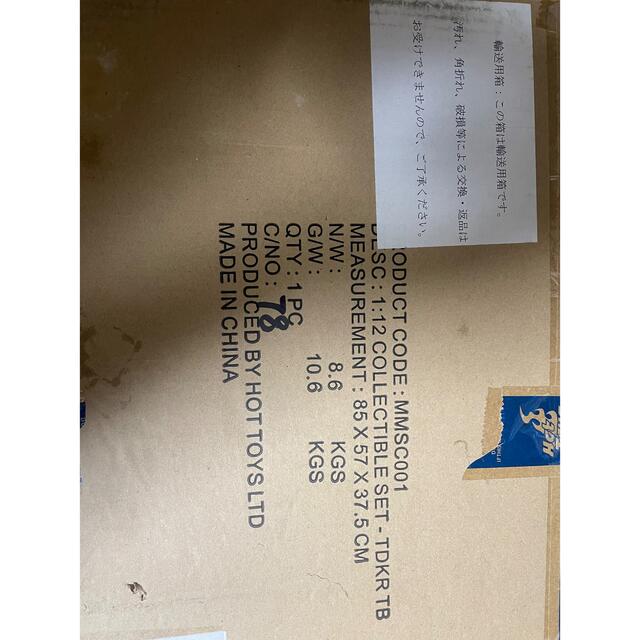 輸送用箱：この箱は輸送用箱です。
汚れ、角折れ、破損等による交換・返品は
お受けできませんので、ご了承ください。
PRODUCT CODE : MMSC001
DESC : 1:12 COLLECTIBLE SET - TDKR TB
MEASUREMENT : 85 X 57 X 37.5 CM
N/W : 8.6 KGS
G/W : 10.6 KGS
QTY : 1 PC
C/NO : 78
PRODUCED BY HOT TOYS LTD
MADE IN CHINA